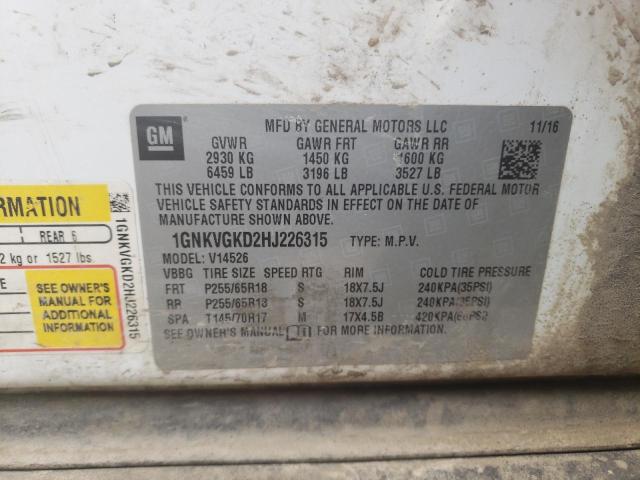 GM
MFD BY GENERAL MOTORS LLC 11/16
GVWR GAWR FRT GAWR RR
2930 KG 1450 KG 1600 KG
6459 LB 3196 LB 3527 LB
THIS VEHICLE CONFORMS TO ALL APPLICABLE U.S. FEDERAL MOTOR
VEHICLE SAFETY STANDARDS IN EFFECT ON THE DATE OF
MANUFACTURE SHOWN ABOVE.
1GNKVGKD2HJ226315 TYPE: M.P.V.
MODEL: V14526
VBBG TIRE SIZE SPEED RTG RIM COLD TIRE PRESSURE
FRT P255/65R18 S 18X7.5J 240KPA(35PSI)
RR P255/65R18 S 18X7.5J 240KPA(35PSI)
SPA T145/70R17 M 17X4.5B 420KPA(60PSI)
SEE OWNER'S MANUAL FOR MORE INFORMATION.
RMATION
REAR 6
2 kg or 1527 lbs.
SEE OWNER'S
MANUAL FOR
ADDITIONAL
INFORMATION
1GNKVGKD2HJ226315